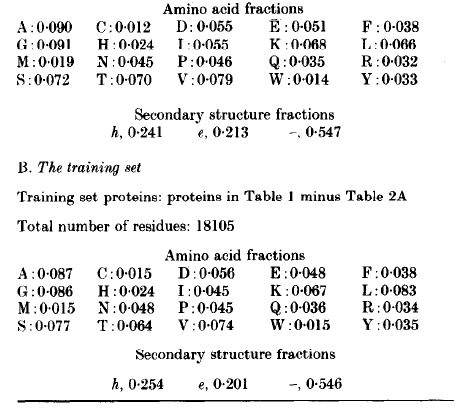 Amino acid fractions
A:0·090 C:0·012 D:0·055 E:0·051 F:0·038
G:0·091 H:0·024 I:0·055 K:0·068 L:0·066
M:0·019 N:0·045 P:0·046 Q:0·035 R:0·032
S:0·072 T:0·070 V:0·079 W:0·014 Y:0·033
Secondary structure fractions
h, 0·241 e, 0·213 –, 0·547
B. The training set
Training set proteins: proteins in Table 1 minus Table 2A
Total number of residues: 18105
Amino acid fractions
A:0·087 C:0·015 D:0·056 E:0·048 F:0·038
G:0·086 H:0·024 I:0·045 K:0·067 L:0·083
M:0·015 N:0·048 P:0·045 Q:0·036 R:0·034
S:0·077 T:0·064 V:0·074 W:0·015 Y:0·035
Secondary structure fractions
h, 0·254 e, 0·201 –, 0·546